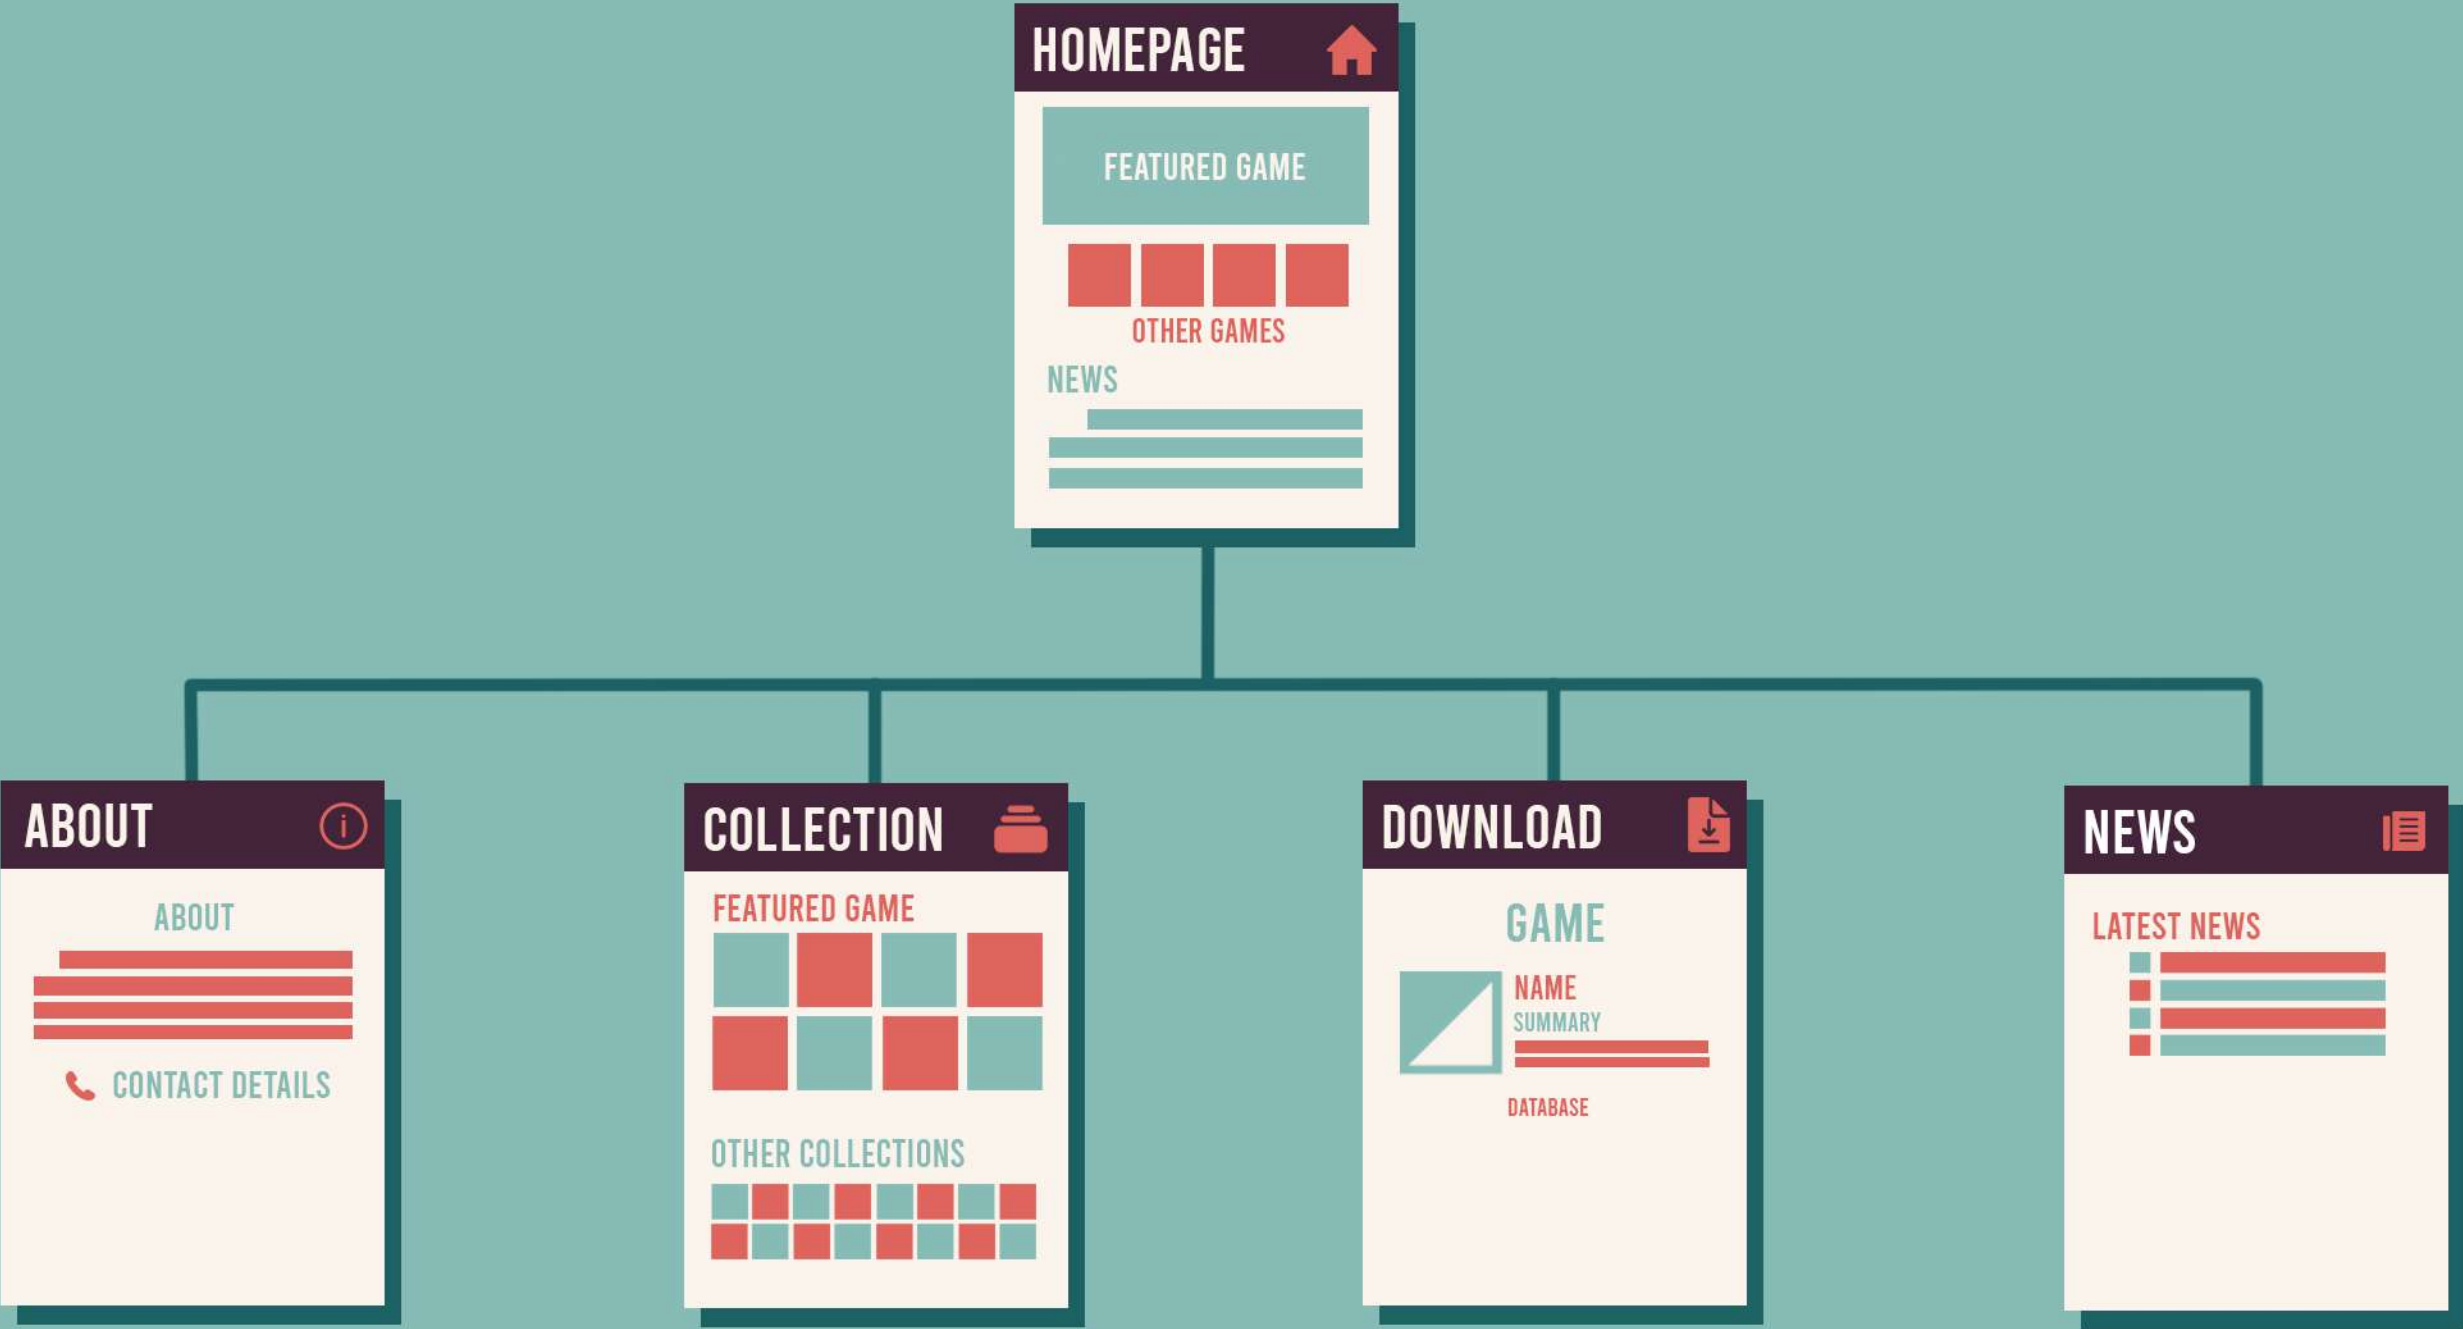 HOMEPAGE
FEATURED GAME
OTHER GAMES
NEWS
ABOUT
ABOUT
CONTACT DETAILS
COLLECTION
FEATURED GAME
OTHER COLLECTIONS
DOWNLOAD
GAME
NAME
SUMMARY
DATABASE
NEWS
LATEST NEWS